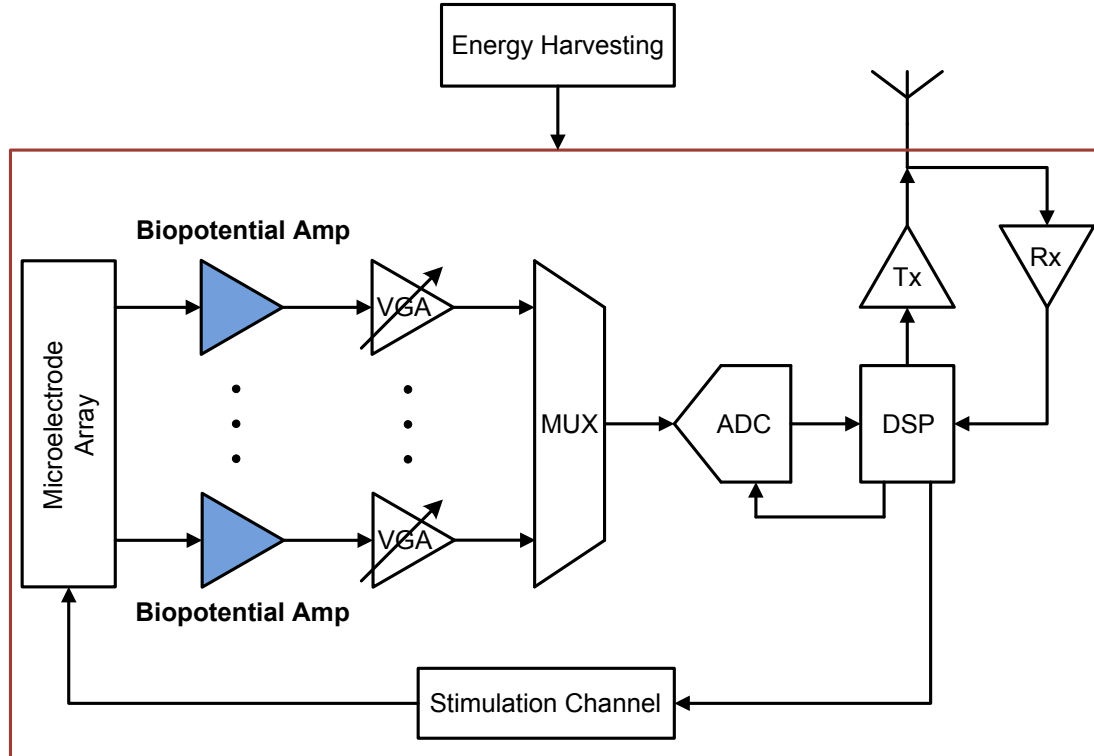 Energy Harvesting
Biopotential Amp
Microelectrode
Array
VGA
MUX
ADC
DSP
Tx
Rx
VGA
Biopotential Amp
Stimulation Channel